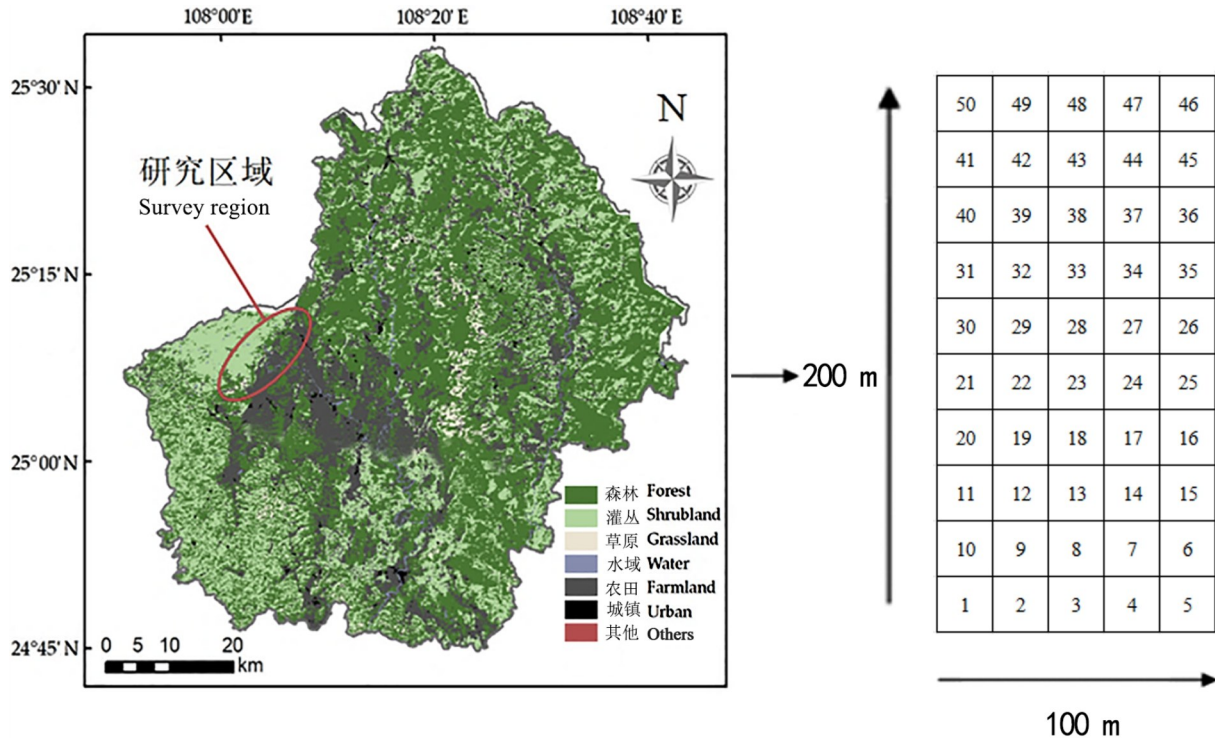 108°00′E 108°20′E 108°40′E
25°30′N
25°15′N
25°00′N
24°45′N
N
研究区域
Survey region
森林 Forest
灌丛 Shrubland
草原 Grassland
水域 Water
农田 Farmland
城镇 Urban
其他 Others
0 5 10 20
km
200 m
50 49 48 47 46
41 42 43 44 45
40 39 38 37 36
31 32 33 34 35
30 29 28 27 26
21 22 23 24 25
20 19 18 17 16
11 12 13 14 15
10 9 8 7 6
1 2 3 4 5
100 m